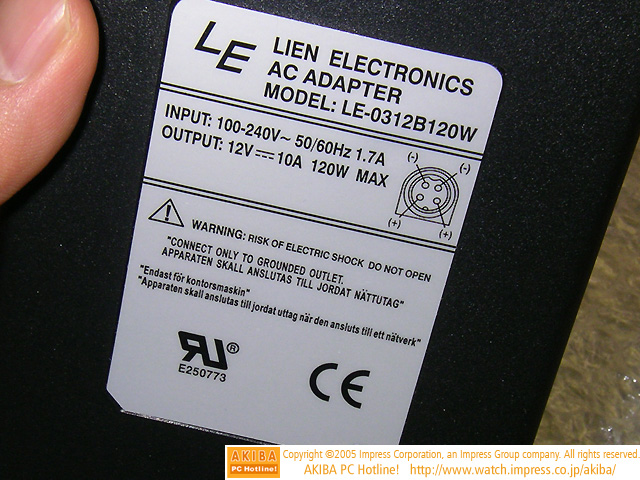 LE
LIEN ELECTRONICS
AC ADAPTER
MODEL: LE-0312B120W
INPUT: 100-240V~ 50/60Hz 1.7A
OUTPUT: 12V⎓10A 120W MAX
(-) (-)
(+) (+)
WARNING: RISK OF ELECTRIC SHOCK DO NOT OPEN
"CONNECT ONLY TO GROUNDED OUTLET.
APPARATEN SKALL ANSLUTAS TILL JORDAT NÄTTUTAG"
"Endast för kontorsmaskin"
"Apparaten skall anslutas till jordat uttag när den ansluts till ett nätverk"
RU®
E250773
CE
AKIBA
PC Hotline!
Copyright ©2005 Impress Corporation, an Impress Group company. All rights reserved.
AKIBA PC Hotline! http://www.watch.impress.co.jp/akiba/